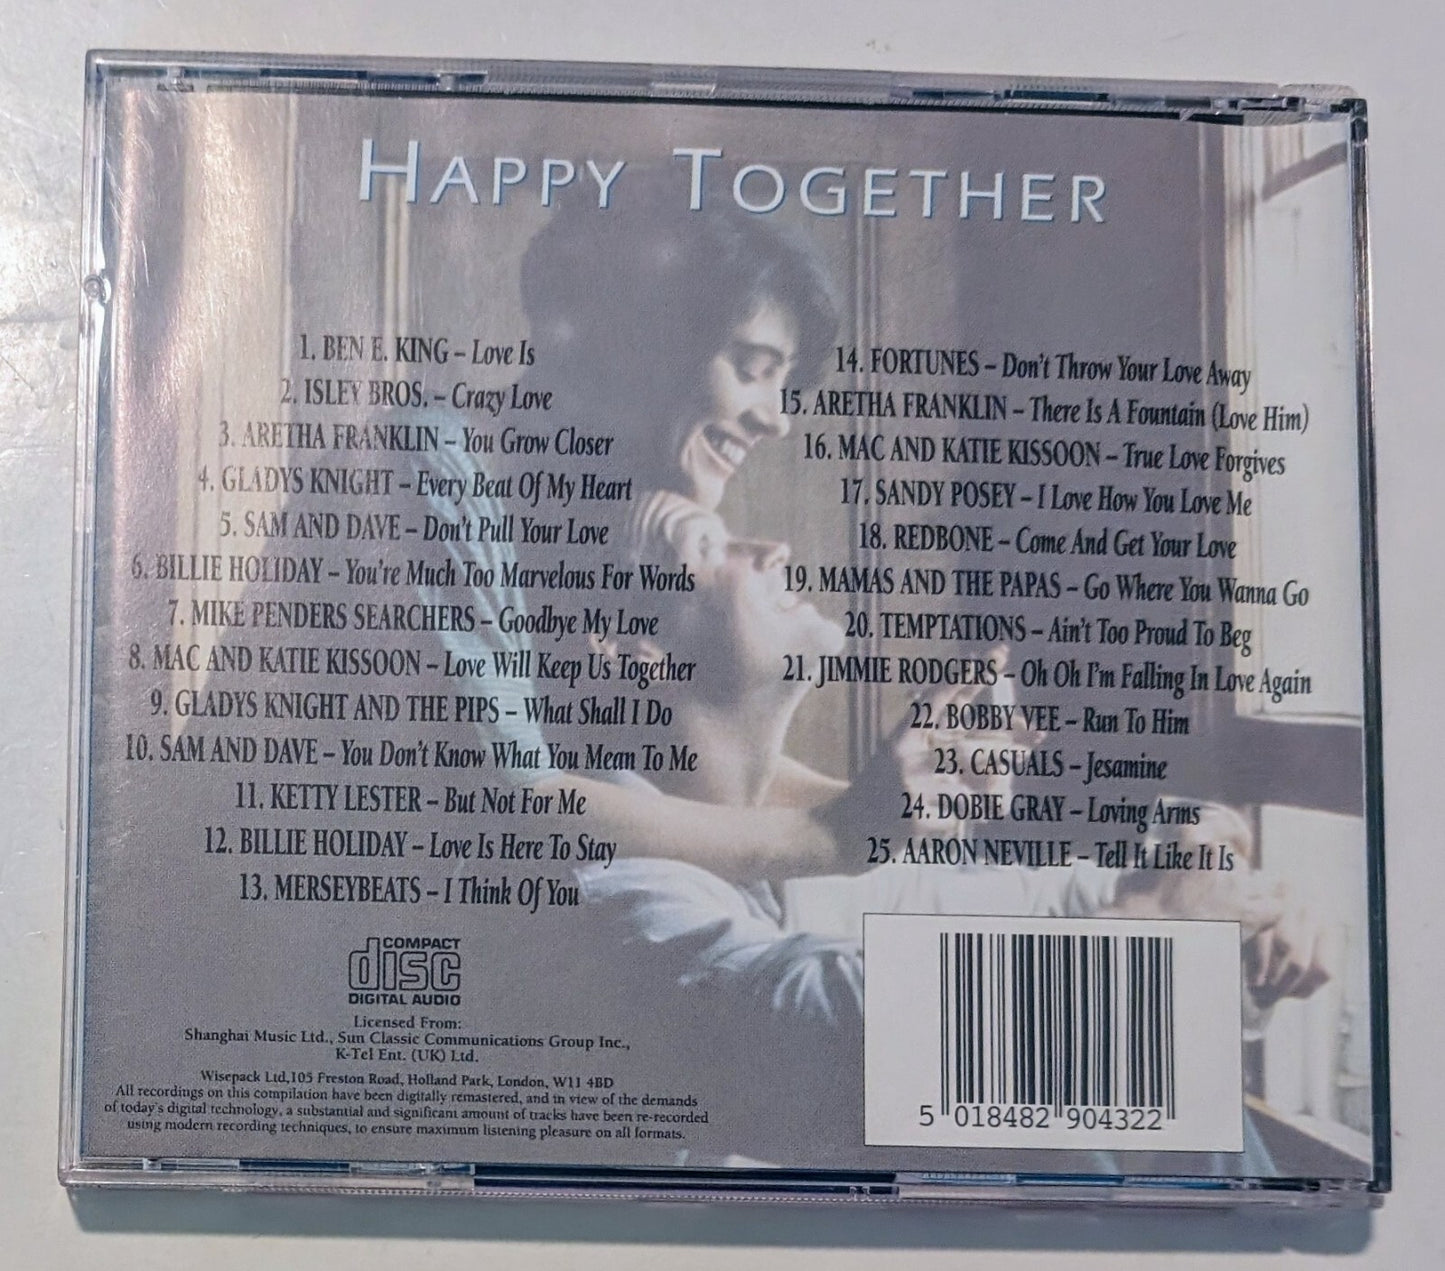 HAPPY TOGETHER
1. BEN E. KING – Love Is
2. ISLEY BROS. – Crazy Love
3. ARETHA FRANKLIN – You Grow Closer
4. GLADYS KNIGHT – Every Beat Of My Heart
5. SAM AND DAVE – Don't Pull Your Love
6. BILLIE HOLIDAY – You're Much Too Marvelous For Words
7. MIKE PENDERS SEARCHERS – Goodbye My Love
8. MAC AND KATIE KISSOON – Love Will Keep Us Together
9. GLADYS KNIGHT AND THE PIPS – What Shall I Do
10. SAM AND DAVE – You Don't Know What You Mean To Me
11. KETTY LESTER – But Not For Me
12. BILLIE HOLIDAY – Love Is Here To Stay
13. MERSEYBEATS – I Think Of You
14. FORTUNES – Don't Throw Your Love Away
15. ARETHA FRANKLIN – There Is A Fountain (Love Him)
16. MAC AND KATIE KISSOON – True Love Forgives
17. SANDY POSEY – I Love How You Love Me
18. REDBONE – Come And Get Your Love
19. MAMAS AND THE PAPAS – Go Where You Wanna Go
20. TEMPTATIONS – Ain't Too Proud To Beg
21. JIMMIE RODGERS – Oh Oh I'm Falling In Love Again
22. BOBBY VEE – Run To Him
23. CASUALS – Jesamine
24. DOBIE GRAY – Loving Arms
25. AARON NEVILLE – Tell It Like It Is
COMPACT
disc
DIGITAL AUDIO
Licensed From:
Shanghai Music Ltd., Sun Classic Communications Group Inc.,
K-Tel Ent. (UK) Ltd.
Wisepack Ltd,105 Freston Road, Holland Park, London, W11 4BD
All recordings on this compilation have been digitally remastered, and in view of the demands
of today's digital technology, a substantial and significant amount of tracks have been re-recorded
using modern recording techniques, to ensure maximum listening pleasure on all formats.
5 018482 904322